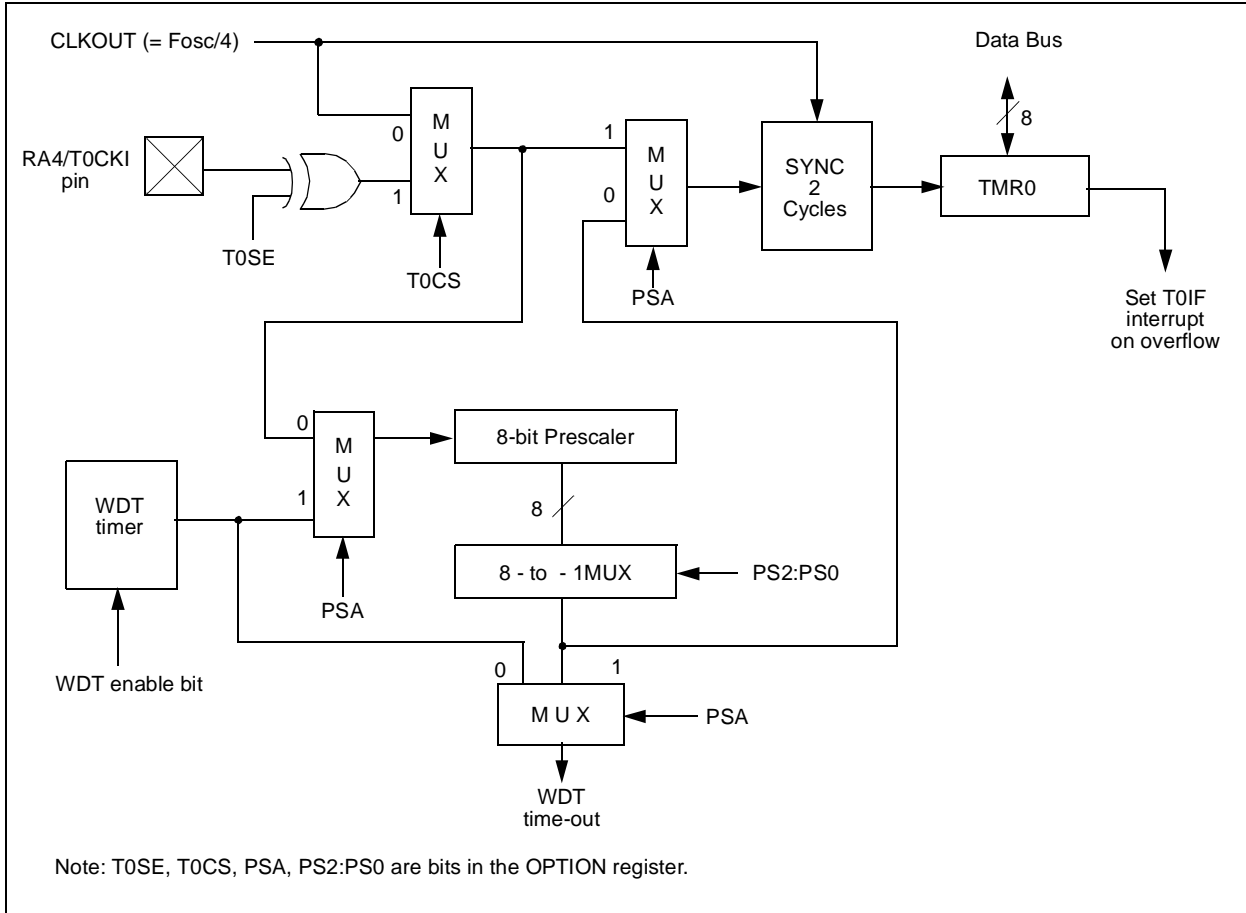 CLKOUT (= Fosc/4)
Data Bus
8
RA4/T0CKI
pin
T0SE
0
1
M
U
X
T0CS
1
0
M
U
X
PSA
SYNC
2
Cycles
TMR0
Set T0IF
interrupt
on overflow
0
1
M
U
X
PSA
8-bit Prescaler
8
WDT
timer
WDT enable bit
8 - to - 1MUX
PS2:PS0
0
1
M U X
PSA
WDT
time-out
Note: T0SE, T0CS, PSA, PS2:PS0 are bits in the OPTION register.